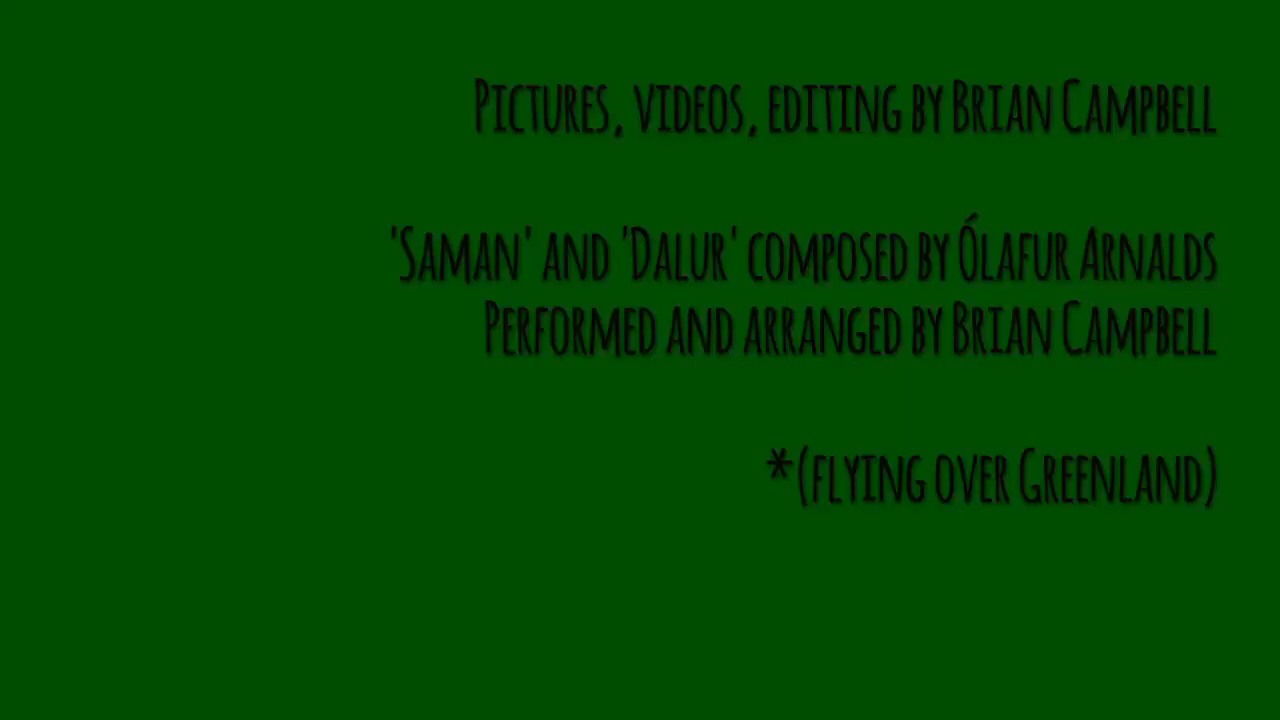 Pictures, videos, editing by Brian Campbell
'Saman' and 'Dalur' composed by Ólafur Arnalds
Performed and arranged by Brian Campbell
*(flying over Greenland)